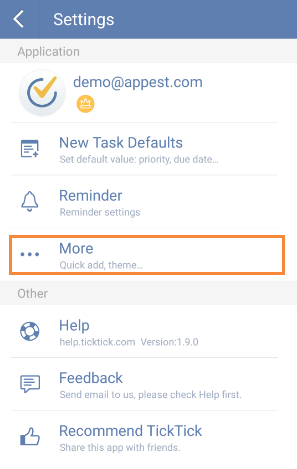 Settings
Application
demo@appest.com
New Task Defaults
Set default value: priority, due date...
Reminder
Reminder settings
More
Quick add, theme...
Other
Help
help.ticktick.com Version:1.9.0
Feedback
Send email to us, please check Help first.
Recommend TickTick
Share this app with friends.